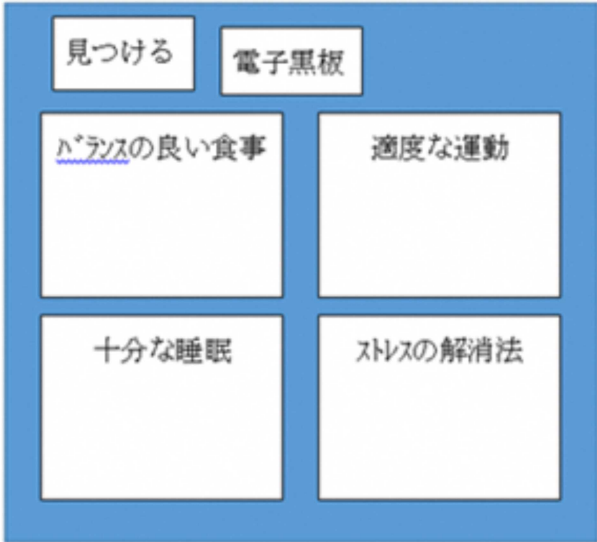 見つける
電子黒板
バランスの良い食事
適度な運動
十分な睡眠
ストレスの解消法